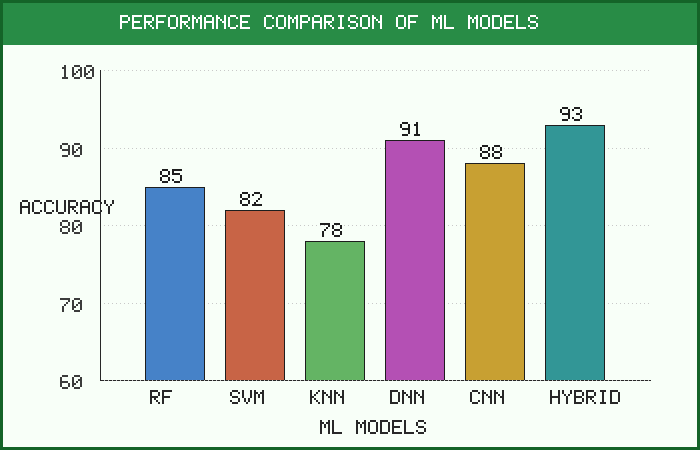 PERFORMANCE COMPARISON OF ML MODELS
100
90
ACCURACY
80
70
60
85
82
78
91
88
93
RF SVM KNN DNN CNN HYBRID
ML MODELS